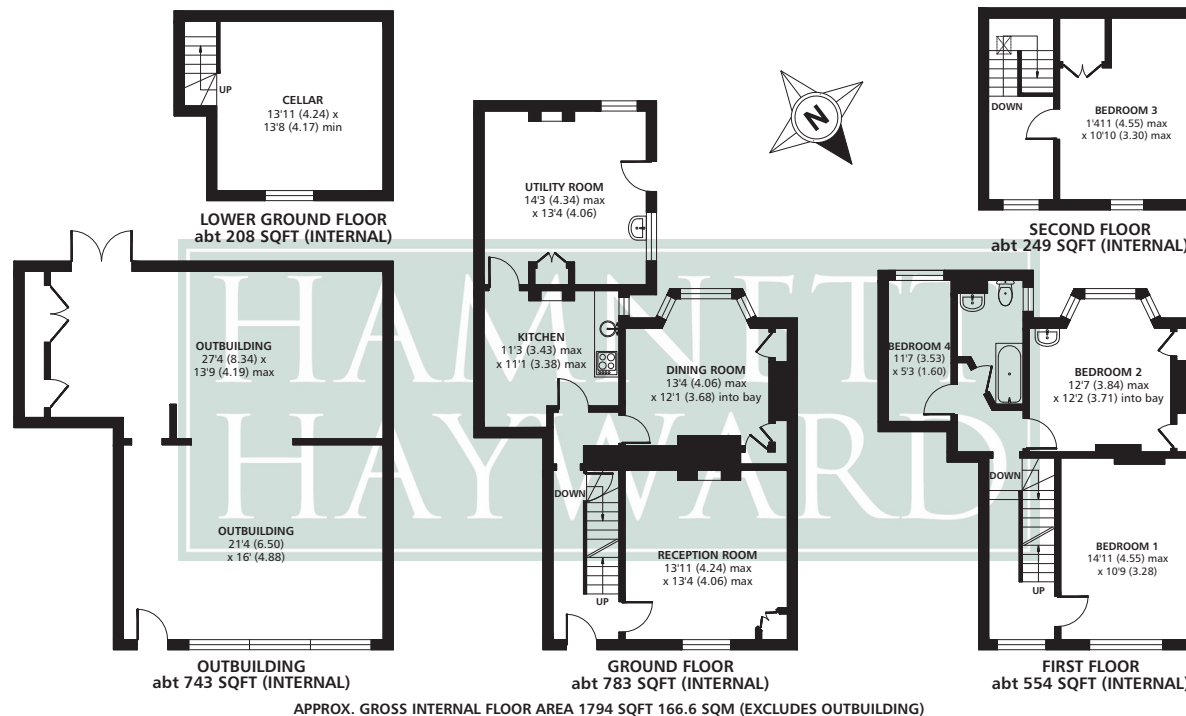 CELLAR
13'11 (4.24) x
13'8 (4.17) min
UP
LOWER GROUND FLOOR
abt 208 SQFT (INTERNAL)
UTILITY ROOM
14'3 (4.34) max
x 13'4 (4.06)
N
DOWN
BEDROOM 3
1'411 (4.55) max
x 10'10 (3.30) max
SECOND FLOOR
abt 249 SQFT (INTERNAL)
HAMNETT
HAYWARD
OUTBUILDING
27'4 (8.34) x
13'9 (4.19) max
OUTBUILDING
21'4 (6.50)
x 16' (4.88)
OUTBUILDING
abt 743 SQFT (INTERNAL)
KITCHEN
11'3 (3.43) max
x 11'1 (3.38) max
DINING ROOM
13'4 (4.06) max
x 12'1 (3.68) into bay
DOWN
UP
RECEPTION ROOM
13'11 (4.24) max
x 13'4 (4.06) max
GROUND FLOOR
abt 783 SQFT (INTERNAL)
BEDROOM 4
11'7 (3.53)
x 5'3 (1.60)
BEDROOM 2
12'7 (3.84) max
x 12'2 (3.71) into bay
DOWN
UP
BEDROOM 1
14'11 (4.55) max
x 10'9 (3.28)
FIRST FLOOR
abt 554 SQFT (INTERNAL)
APPROX. GROSS INTERNAL FLOOR AREA 1794 SQFT 166.6 SQM (EXCLUDES OUTBUILDING)